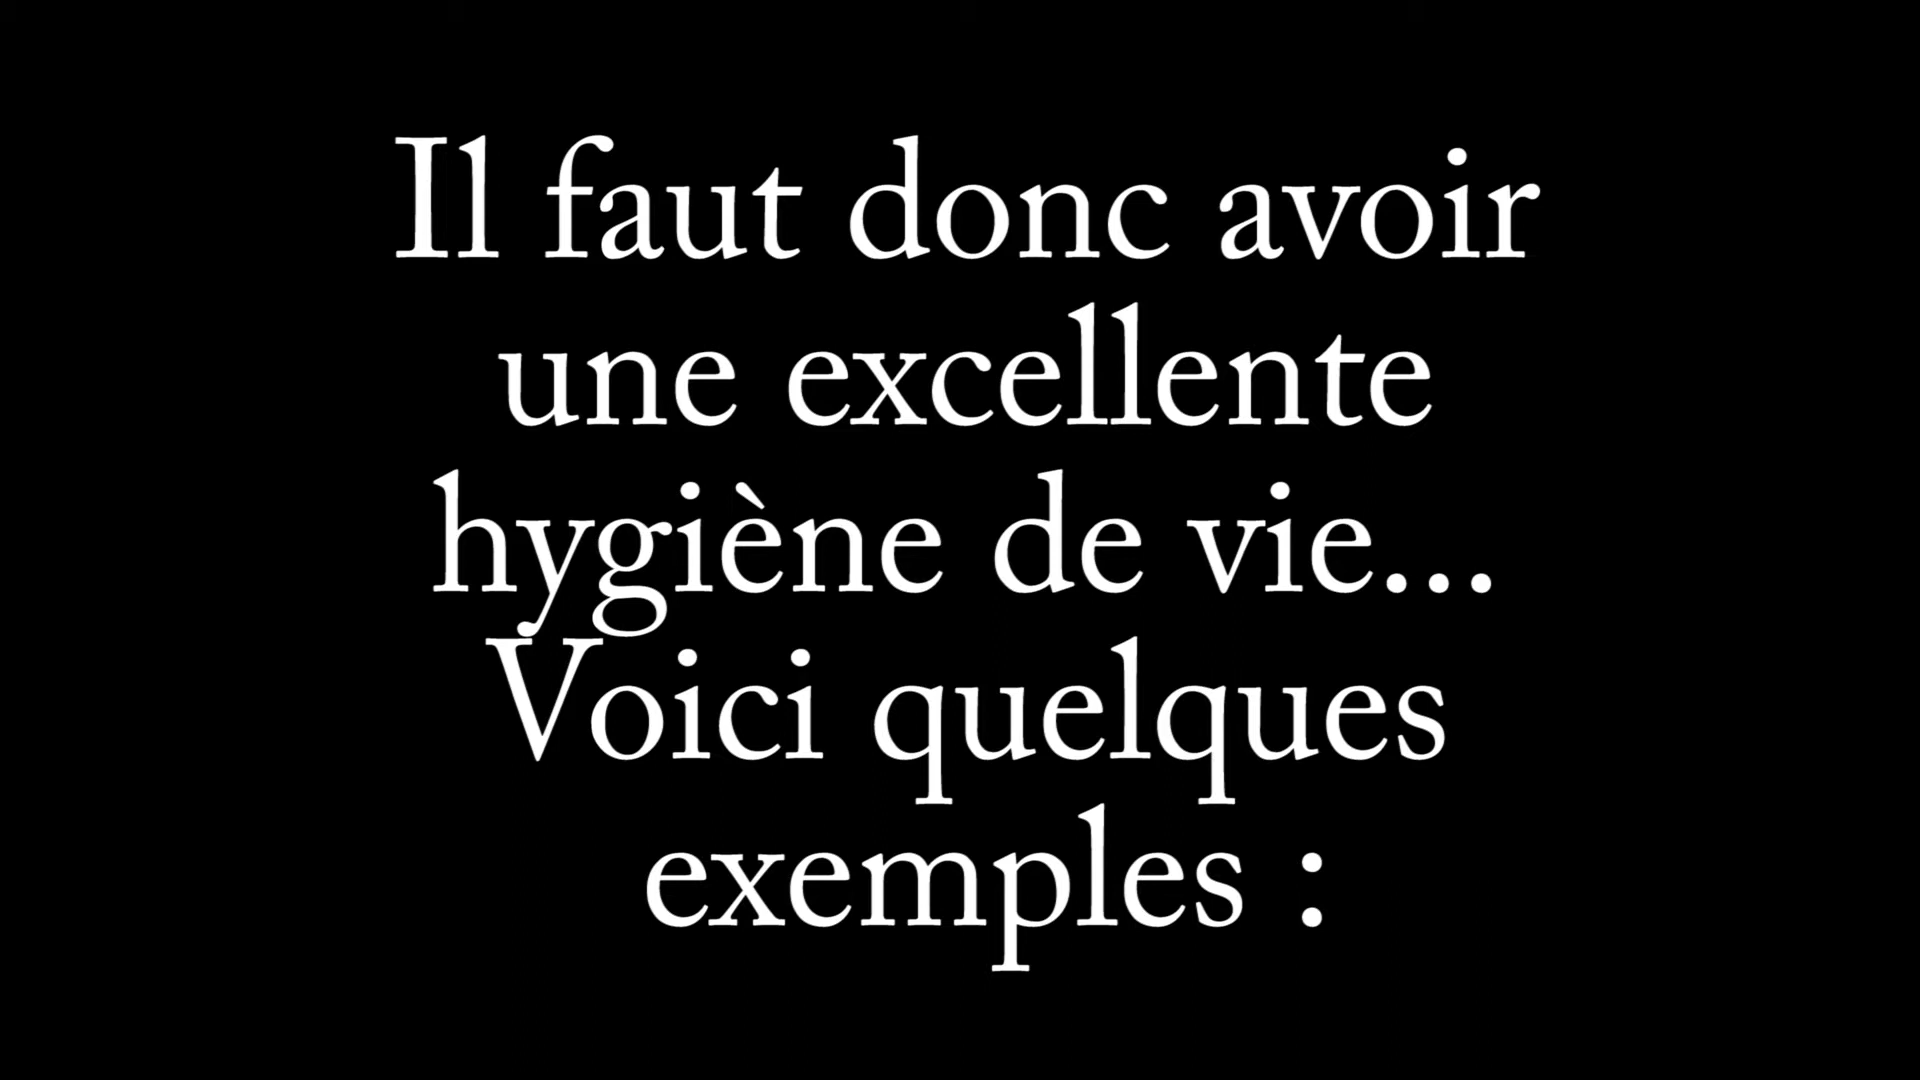 Il faut donc avoir
une excellente
hygiène de vie...
Voici quelques
exemples :